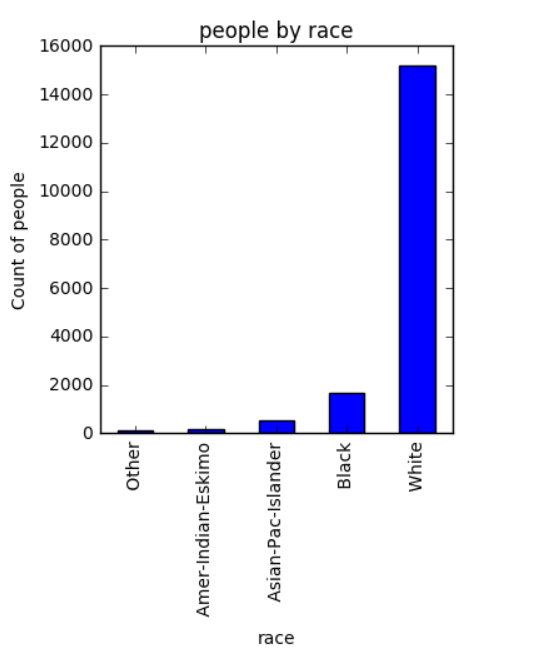 people by race
16000
14000
12000
10000
8000
6000
4000
2000
0
Count of people
Other
Amer-Indian-Eskimo
Asian-Pac-Islander
Black
White
race